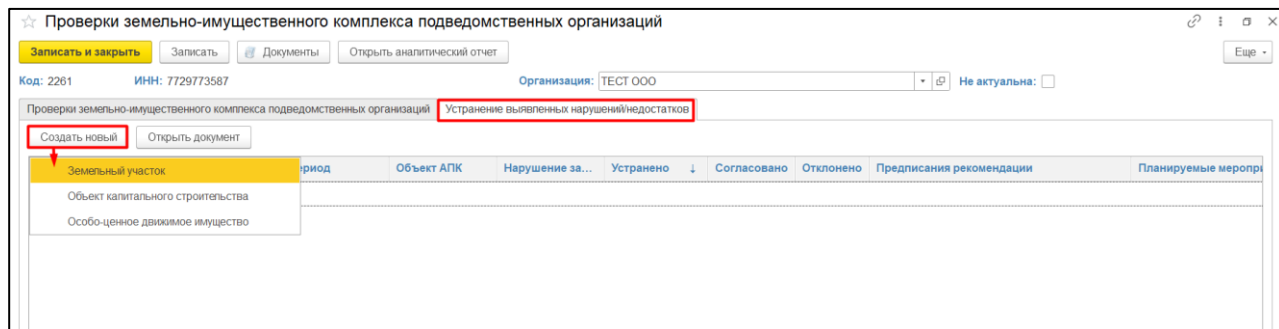 Проверки земельно-имущественного комплекса подведомственных организаций
Записать и закрыть Записать Документы Открыть аналитический отчет Еще
Код: 2261 ИНН: 7729773587 Организация: ТЕСТ ООО Не актуальна:
Проверки земельно-имущественного комплекса подведомственных организаций Устранение выявленных нарушений/недостатков
Создать новый Открыть документ
ериод Объект АПК Нарушение за... Устранено ↓ Согласовано Отклонено Предписания рекомендации Планируемые меропри
Земельный участок
Объект капитального строительства
Особо-ценное движимое имущество